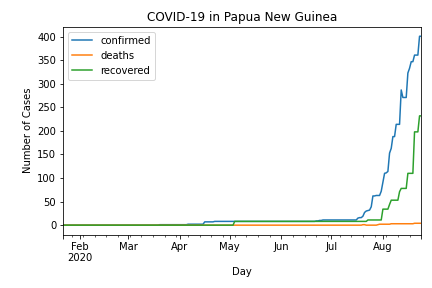 COVID-19 in Papua New Guinea
confirmed
deaths
recovered
400
350
300
250
200
150
100
50
0
Number of Cases
Feb Mar Apr May Jun Jul Aug
2020
Day